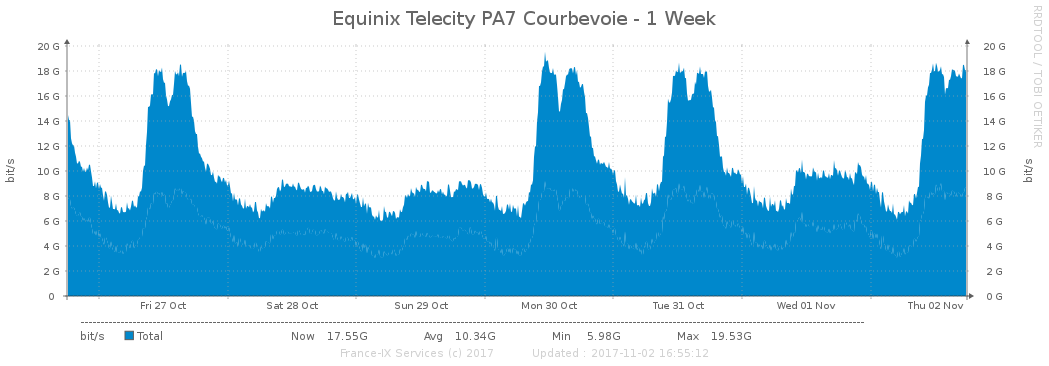 Equinix Telecity PA7 Courbevoie - 1 Week
RRDTOOL / TOBI OETIKER
bit/s
20 G
18 G
16 G
14 G
12 G
10 G
8 G
6 G
4 G
2 G
0
20 G
18 G
16 G
14 G
12 G
10 G
8 G
6 G
4 G
2 G
0 G
bit/s
Fri 27 Oct Sat 28 Oct Sun 29 Oct Mon 30 Oct Tue 31 Oct Wed 01 Nov Thu 02 Nov
bit/s Total Now 17.55G Avg 10.34G Min 5.98G Max 19.53G
France-IX Services (c) 2017 Updated : 2017-11-02 16:55:12